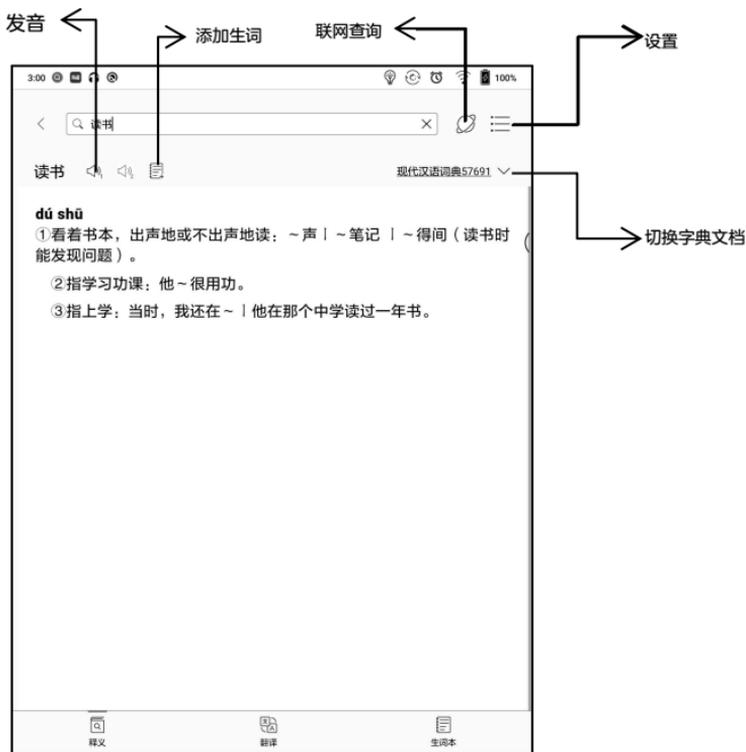 发音
添加生词
联网查询
设置
3:00
100%
读书
读书
现代汉语词典57691
切换字典文档
dú shū
①看着书本，出声地或不出声地读：～声｜～笔记 ｜～得间（读书时
能发现问题）。
②指学习功课：他～很用功。
③指上学：当时，我还在～｜他在那个中学读过一年书。
释义
翻译
生词本